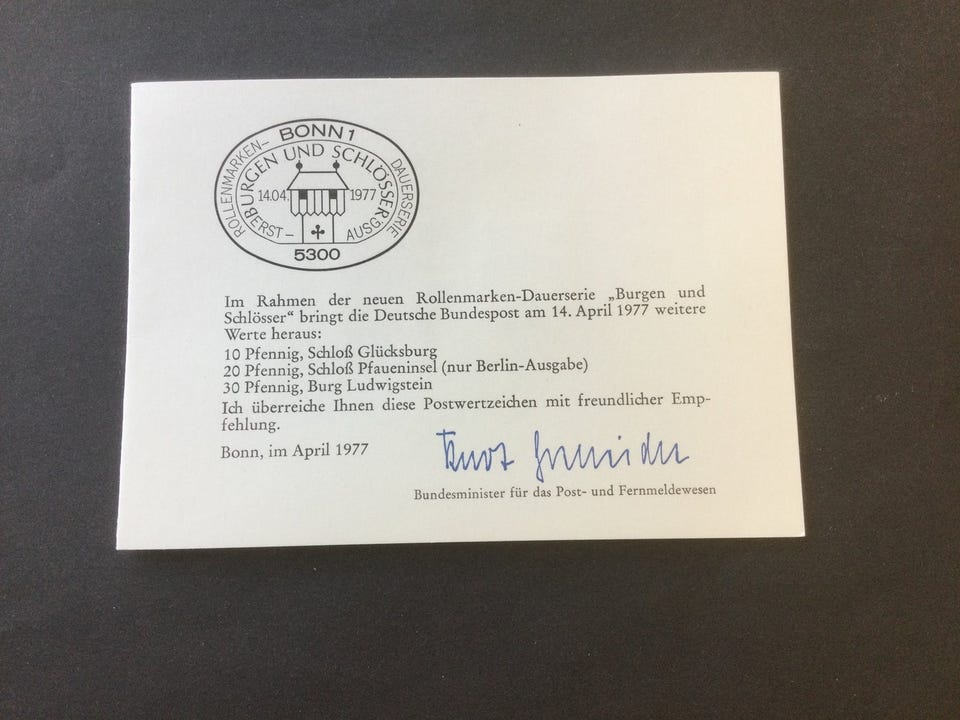 BONN 1
ROLLENMARKEN- DAUERSERIE
BURGEN UND SCHLÖSSER
14.04. 1977
ERST- AUSG.
5300
Im Rahmen der neuen Rollenmarken-Dauerserie „Burgen und
Schlösser“ bringt die Deutsche Bundespost am 14. April 1977 weitere
Werte heraus:
10 Pfennig, Schloß Glücksburg
20 Pfennig, Schloß Pfaueninsel (nur Berlin-Ausgabe)
30 Pfennig, Burg Ludwigstein
Ich überreiche Ihnen diese Postwertzeichen mit freundlicher Emp-
fehlung.
Bonn, im April 1977
Kurt
Bundesminister für das Post- und Fernmeldewesen